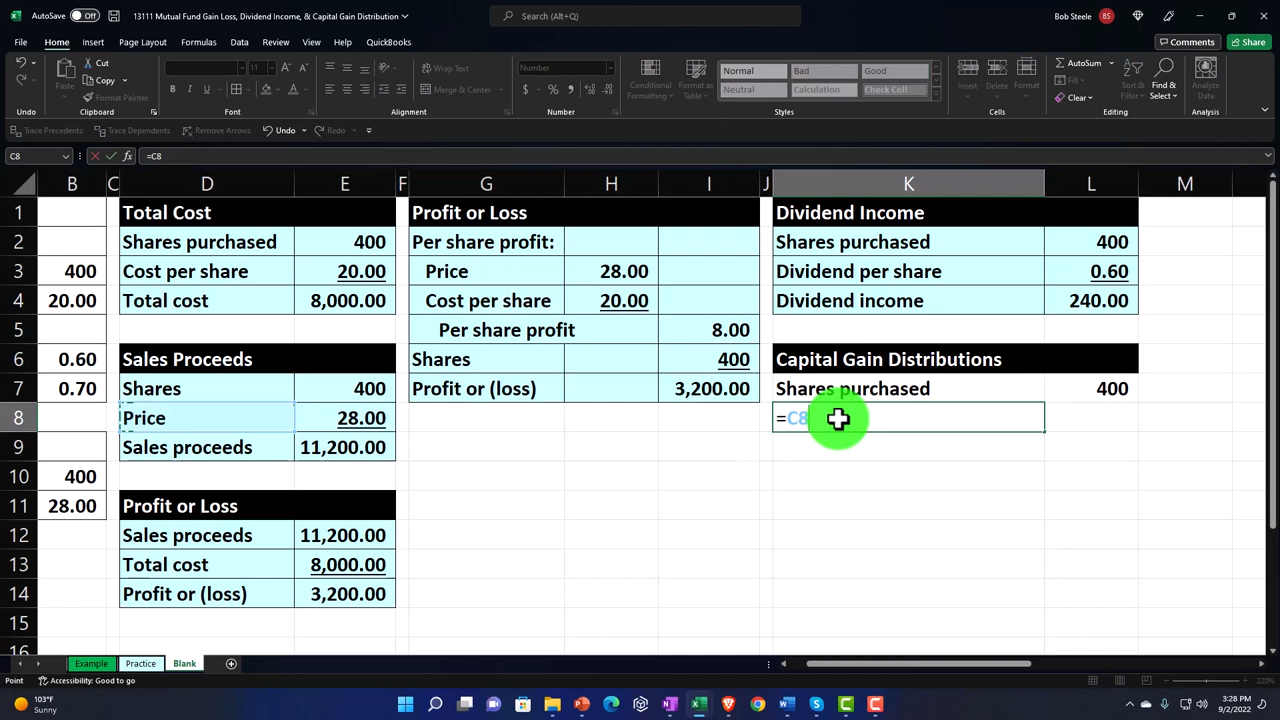 AutoSave Off 13111 Mutual Fund Gain Loss, Dividend Income, & Capital Gain Distribution Search (Alt+Q) Bob Steele BS
File Home Insert Page Layout Formulas Data Review View Help QuickBooks Comments Share
Paste Cut Copy Format Painter 11 B I U Wrap Text Merge & Center Number $ % Conditional Formatting Format as Table Normal Bad Good Neutral Calculation Check Cell Insert Delete Format AutoSum Fill Clear Sort & Filter Find & Select Analyze Data
Undo Clipboard Font Alignment Number Styles Cells Editing Analysis
Trace Precedents Trace Dependents Remove Arrows Undo Redo
C8 fx =C8
B C D E F G H I J K L M
1 Total Cost Profit or Loss Dividend Income
2 Shares purchased 400 Per share profit: Shares purchased 400
3 400 Cost per share 20.00 Price 28.00 Dividend per share 0.60
4 20.00 Total cost 8,000.00 Cost per share 20.00 Dividend income 240.00
5 Per share profit 8.00
6 0.60 Sales Proceeds Shares 400 Capital Gain Distributions
7 0.70 Shares 400 Profit or (loss) 3,200.00 Shares purchased 400
8 Price 28.00 =C8
9 Sales proceeds 11,200.00
10 400
11 28.00 Profit or Loss
12 Sales proceeds 11,200.00
13 Total cost 8,000.00
14 Profit or (loss) 3,200.00
15
16
Example Practice Blank
Point Accessibility: Good to go 220%
103°F
Sunny
3:28 PM
9/2/2022